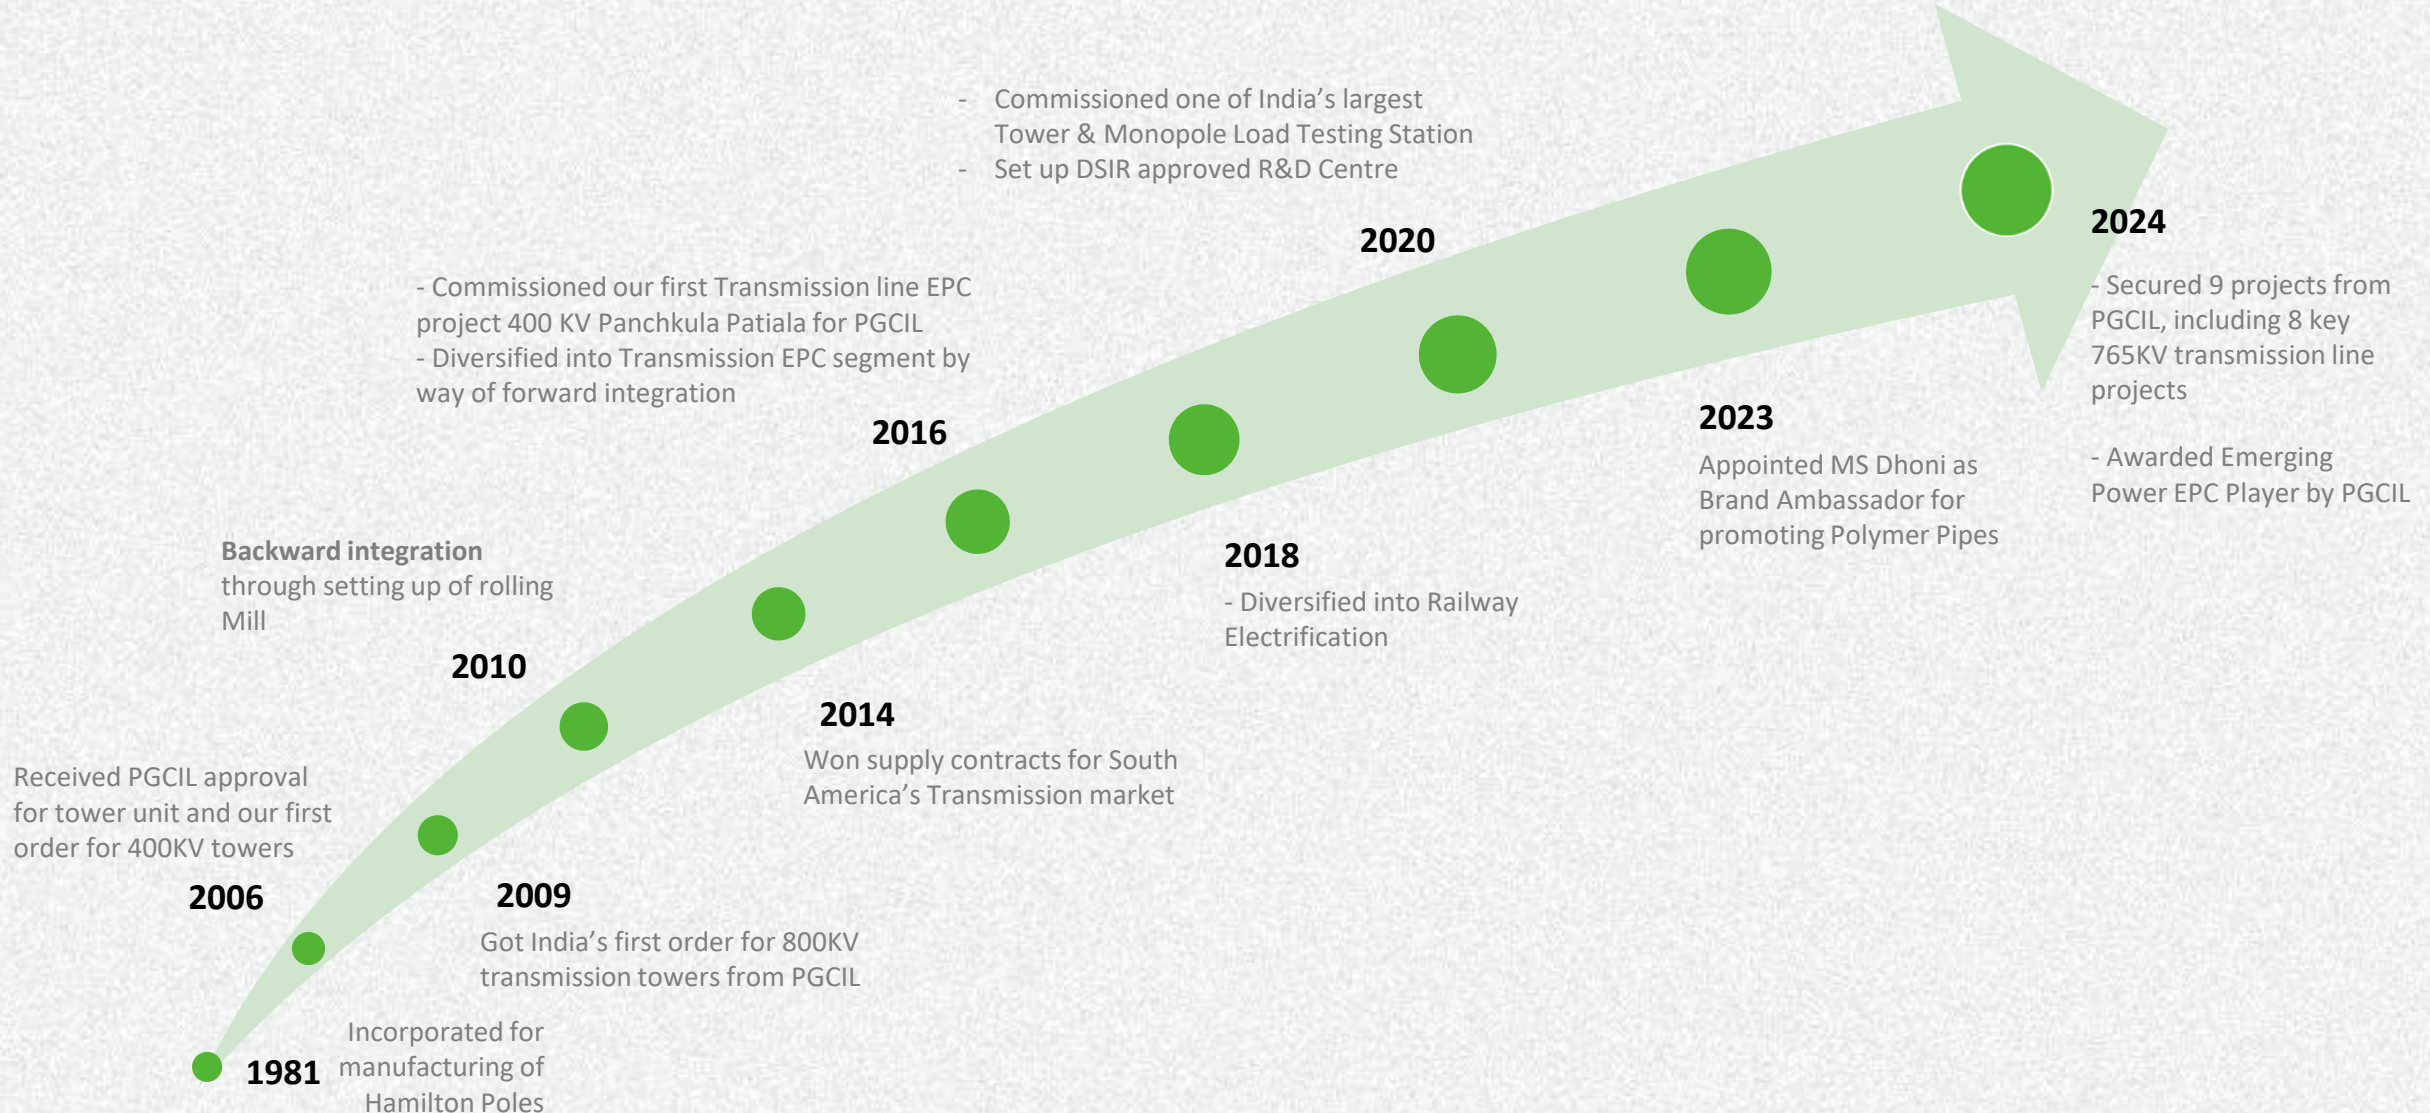 - Commissioned one of India’s largest
Tower & Monopole Load Testing Station
- Set up DSIR approved R&D Centre
2020
2024
- Secured 9 projects from
PGCIL, including 8 key
765KV transmission line
projects
- Awarded Emerging
Power EPC Player by PGCIL
- Commissioned our first Transmission line EPC
project 400 KV Panchkula Patiala for PGCIL
- Diversified into Transmission EPC segment by
way of forward integration
2016
2023
Appointed MS Dhoni as
Brand Ambassador for
promoting Polymer Pipes
Backward integration
through setting up of rolling
Mill
2010
2018
- Diversified into Railway
Electrification
2014
Won supply contracts for South
America’s Transmission market
Received PGCIL approval
for tower unit and our first
order for 400KV towers
2006
2009
Got India’s first order for 800KV
transmission towers from PGCIL
1981
Incorporated for
manufacturing of
Hamilton Poles